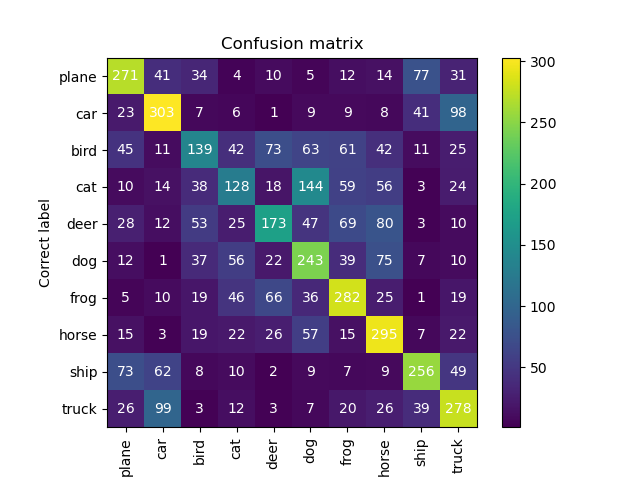 Confusion matrix
plane 271 41 34 4 10 5 12 14 77 31
car 23 303 7 6 1 9 9 8 41 98
bird 45 11 139 42 73 63 61 42 11 25
cat 10 14 38 128 18 144 59 56 3 24
deer 28 12 53 25 173 47 69 80 3 10
dog 12 1 37 56 22 243 39 75 7 10
frog 5 10 19 46 66 36 282 25 1 19
horse 15 3 19 22 26 57 15 295 7 22
ship 73 62 8 10 2 9 7 9 256 49
truck 26 99 3 12 3 7 20 26 39 278
plane car bird cat deer dog frog horse ship truck
Correct label
300
250
200
150
100
50